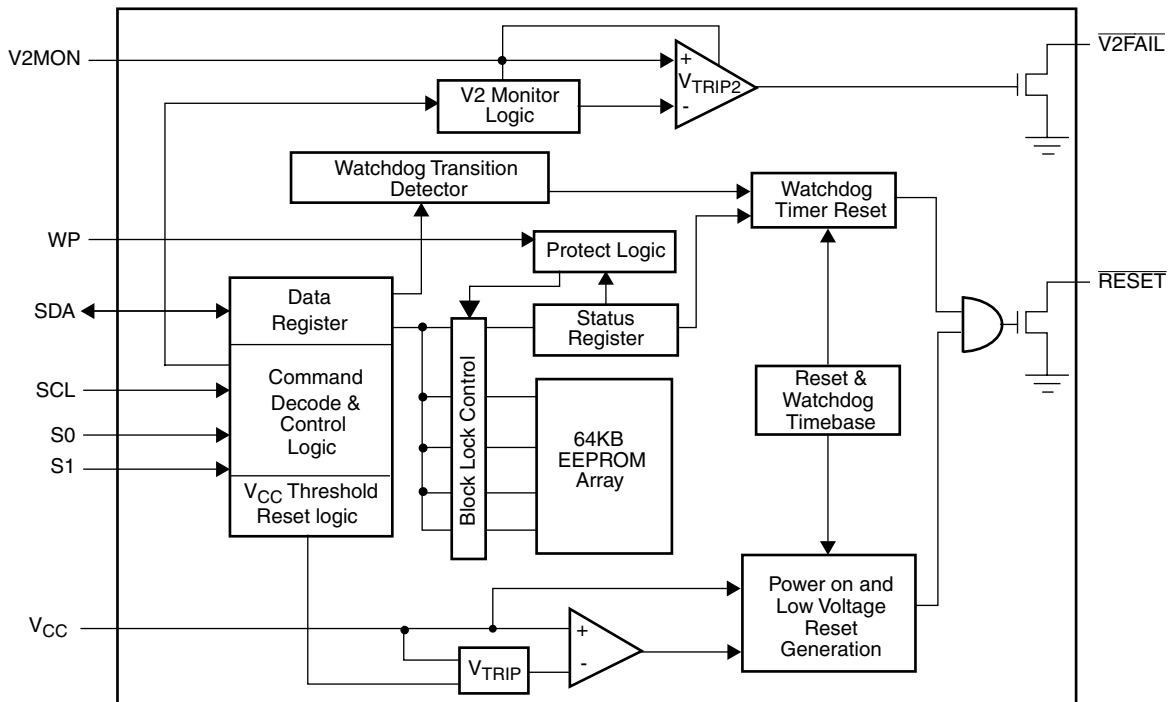 V2MON
V2 Monitor
Logic
+
VTRIP2
-
V2FAIL
Watchdog Transition
Detector
Watchdog
Timer Reset
WP
Protect Logic
RESET
SDA
Data
Register
Status
Register
SCL
S0
S1
Command
Decode &
Control
Logic
VCC Threshold
Reset logic
Block Lock Control
64KB
EEPROM
Array
Reset &
Watchdog
Timebase
Power on and
Low Voltage
Reset
Generation
VCC
+
-
VTRIP